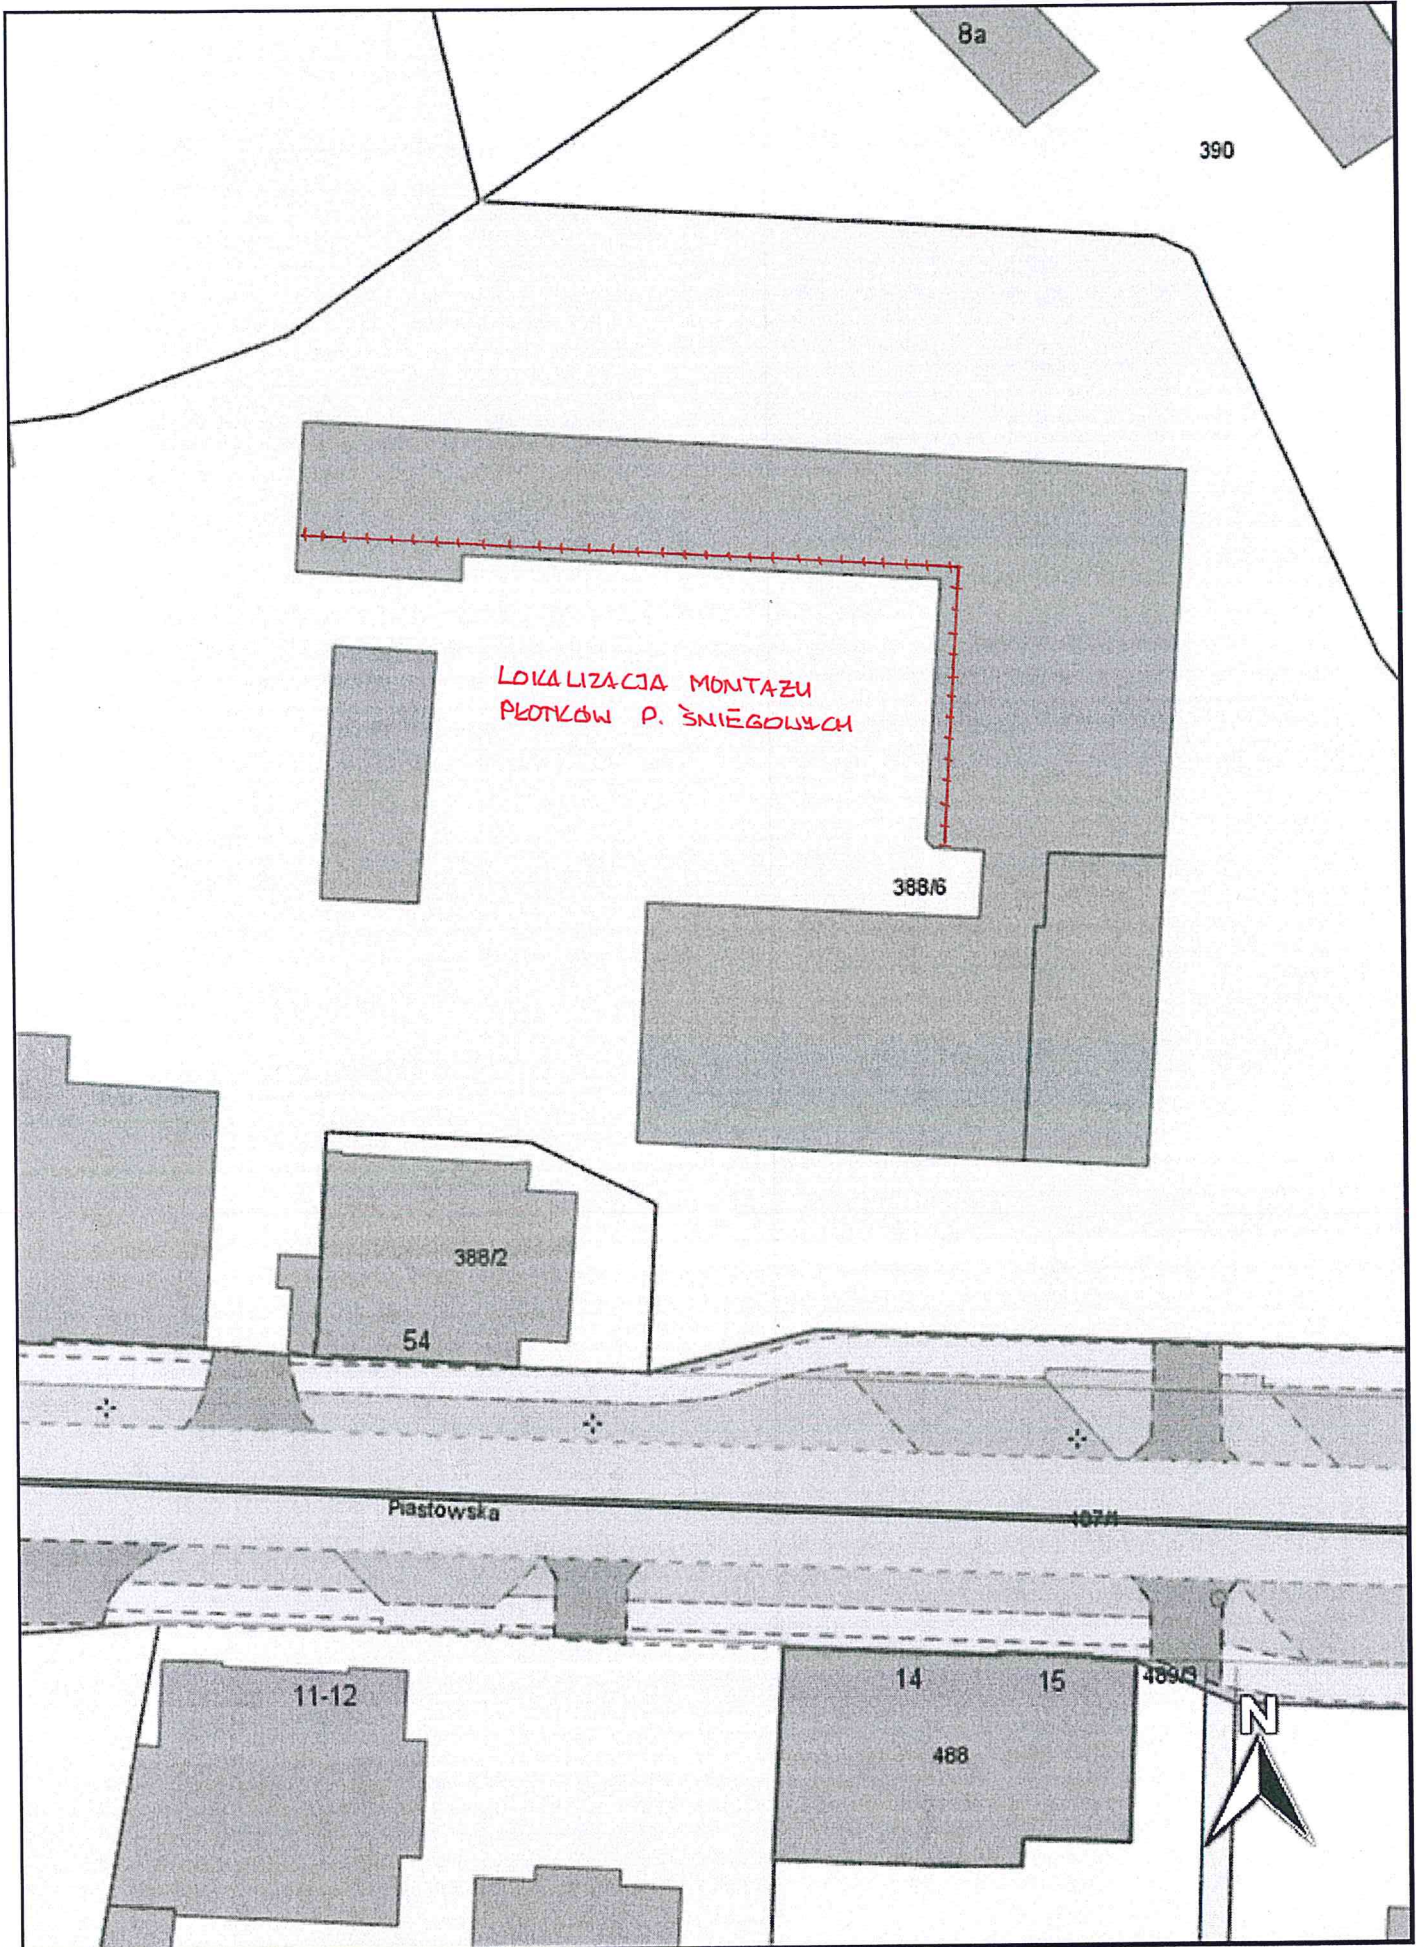 8a
390
LOKALIZACJA MONTAŻU
PŁOTKÓW P. ŚNIEGOWYCH
388/6
388/2
54
Piastowska
107/1
14
15
489/3
11-12
N
488